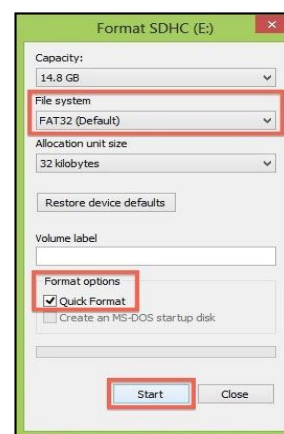 Format SDHC (E:)
Capacity:
14.8 GB
File system
FAT32 (Default)
Allocation unit size
32 kilobytes
Restore device defaults
Volume label
Format options
Quick Format
Create an MS-DOS startup disk
Start Close